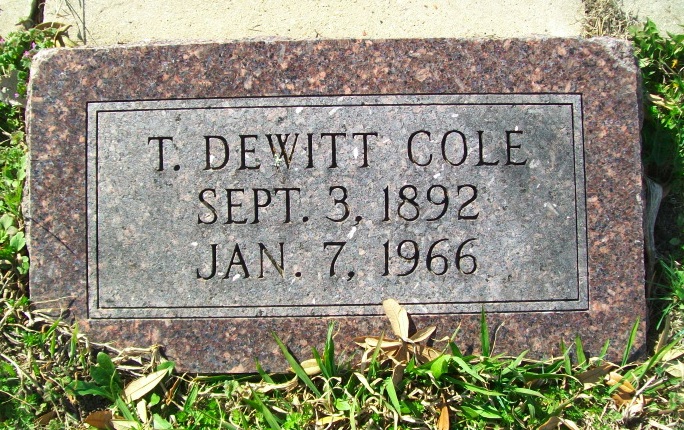 T. DEWITT COLE
SEPT. 3, 1892
JAN. 7, 1966